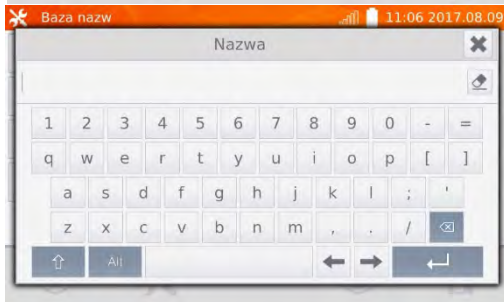 Baza nazw 11:06 2017.08.09
Nazwa
1 2 3 4 5 6 7 8 9 0 - =
q w e r t y u i o p [ ]
a s d f g h j k l ; '
z x c v b n m , . /
Alt